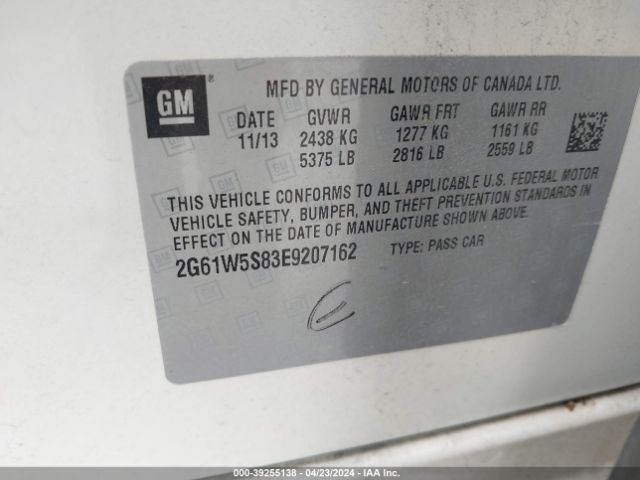 GM ®
MFD BY GENERAL MOTORS OF CANADA LTD.
DATE GVWR GAWR FRT GAWR RR
11/13 2438 KG 1277 KG 1161 KG
5375 LB 2816 LB 2559 LB
THIS VEHICLE CONFORMS TO ALL APPLICABLE U.S. FEDERAL MOTOR
VEHICLE SAFETY, BUMPER, AND THEFT PREVENTION STANDARDS IN
EFFECT ON THE DATE OF MANUFACTURE SHOWN ABOVE.
2G61W5S83E9207162 TYPE: PASS CAR
000-39255138 - 04/23/2024 - IAAI.COM